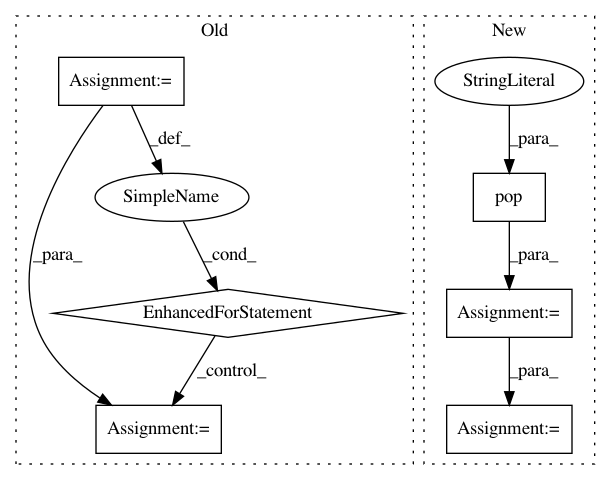 Old
New
Assignment:=
StringLiteral
_def_
_para_
SimpleName
pop
_para_
_cond_
_para_
EnhancedForStatement
Assignment:=
_control_
_para_
Assignment:=
Assignment:=